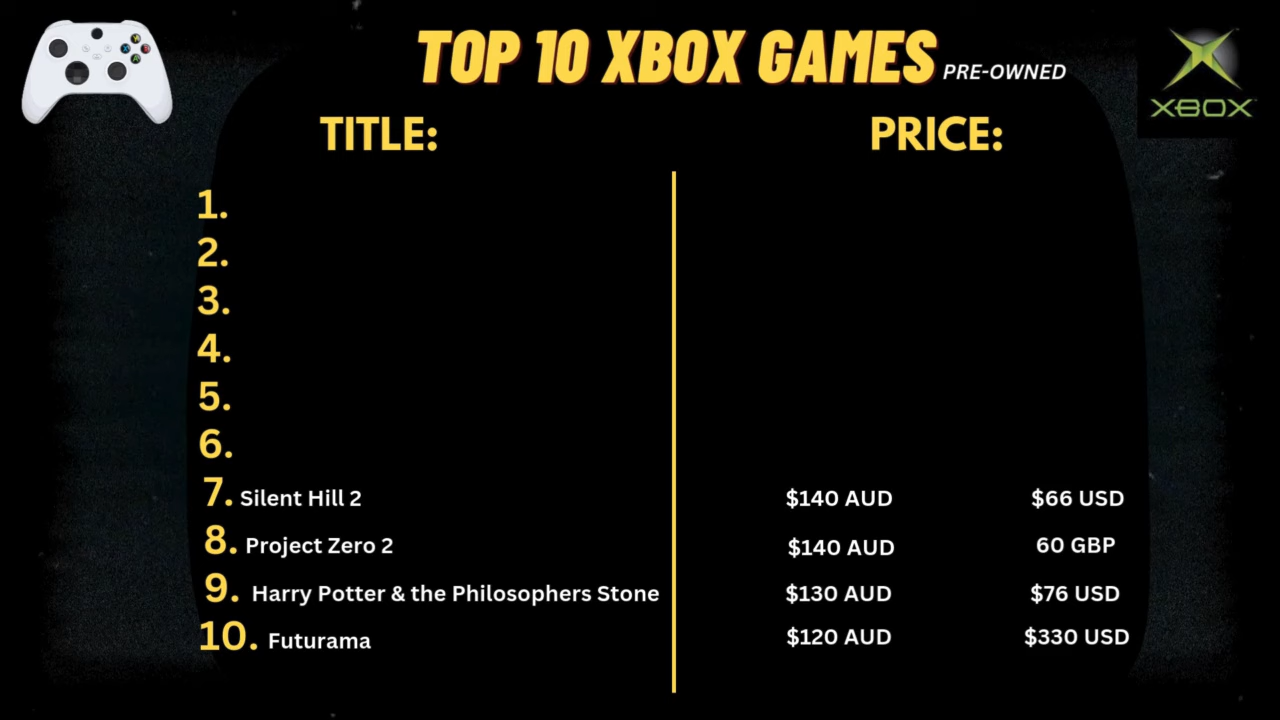 TOP 10 XBOX GAMES PRE-OWNED
XBOX
TITLE: PRICE:
1.
2.
3.
4.
5.
6.
7. Silent Hill 2 $140 AUD $66 USD
8. Project Zero 2 $140 AUD 60 GBP
9. Harry Potter & the Philosophers Stone $130 AUD $76 USD
10. Futurama $120 AUD $330 USD